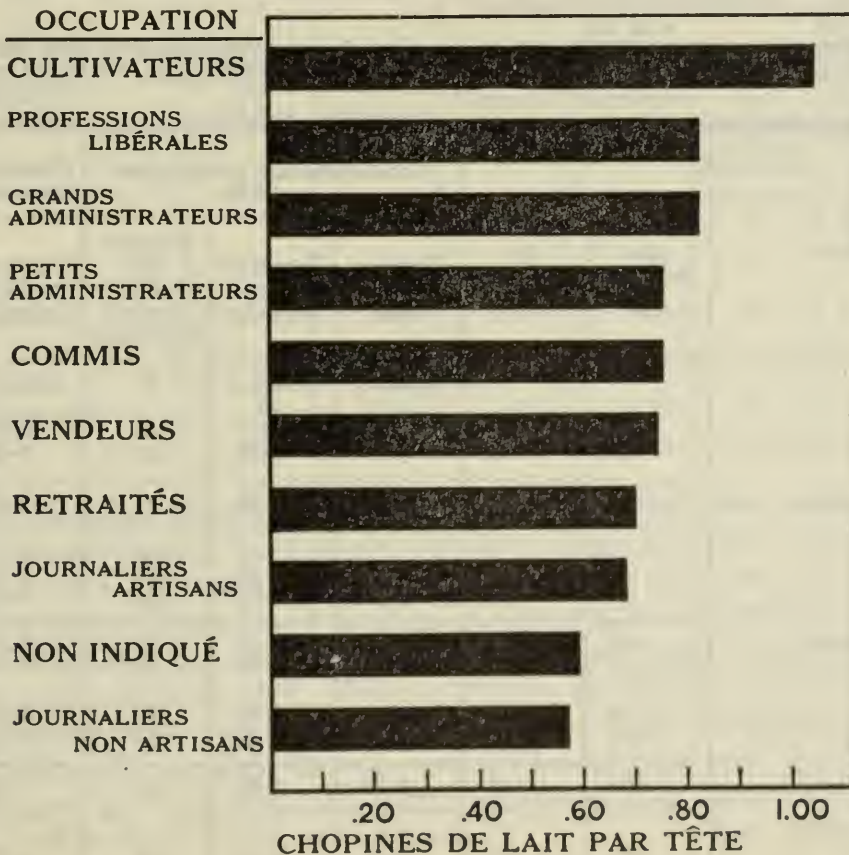 OCCUPATION
CULTIVATEURS
PROFESSIONS
LIBÉRALES
GRANDS
ADMINISTRATEURS
PETITS
ADMINISTRATEURS
COMMIS
VENDEURS
RETRAITÉS
JOURNALIERS
ARTISANS
NON INDIQUÉ
JOURNALIERS
NON ARTISANS
.20 .40 .60 .80 1.00
CHOPINES DE LAIT PAR TÊTE